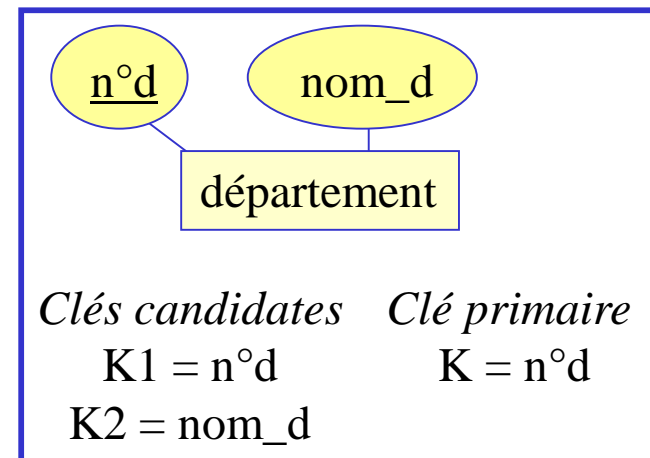 n°d nom_d
département
Clés candidates Clé primaire
K1 = n°d K = n°d
K2 = nom_d